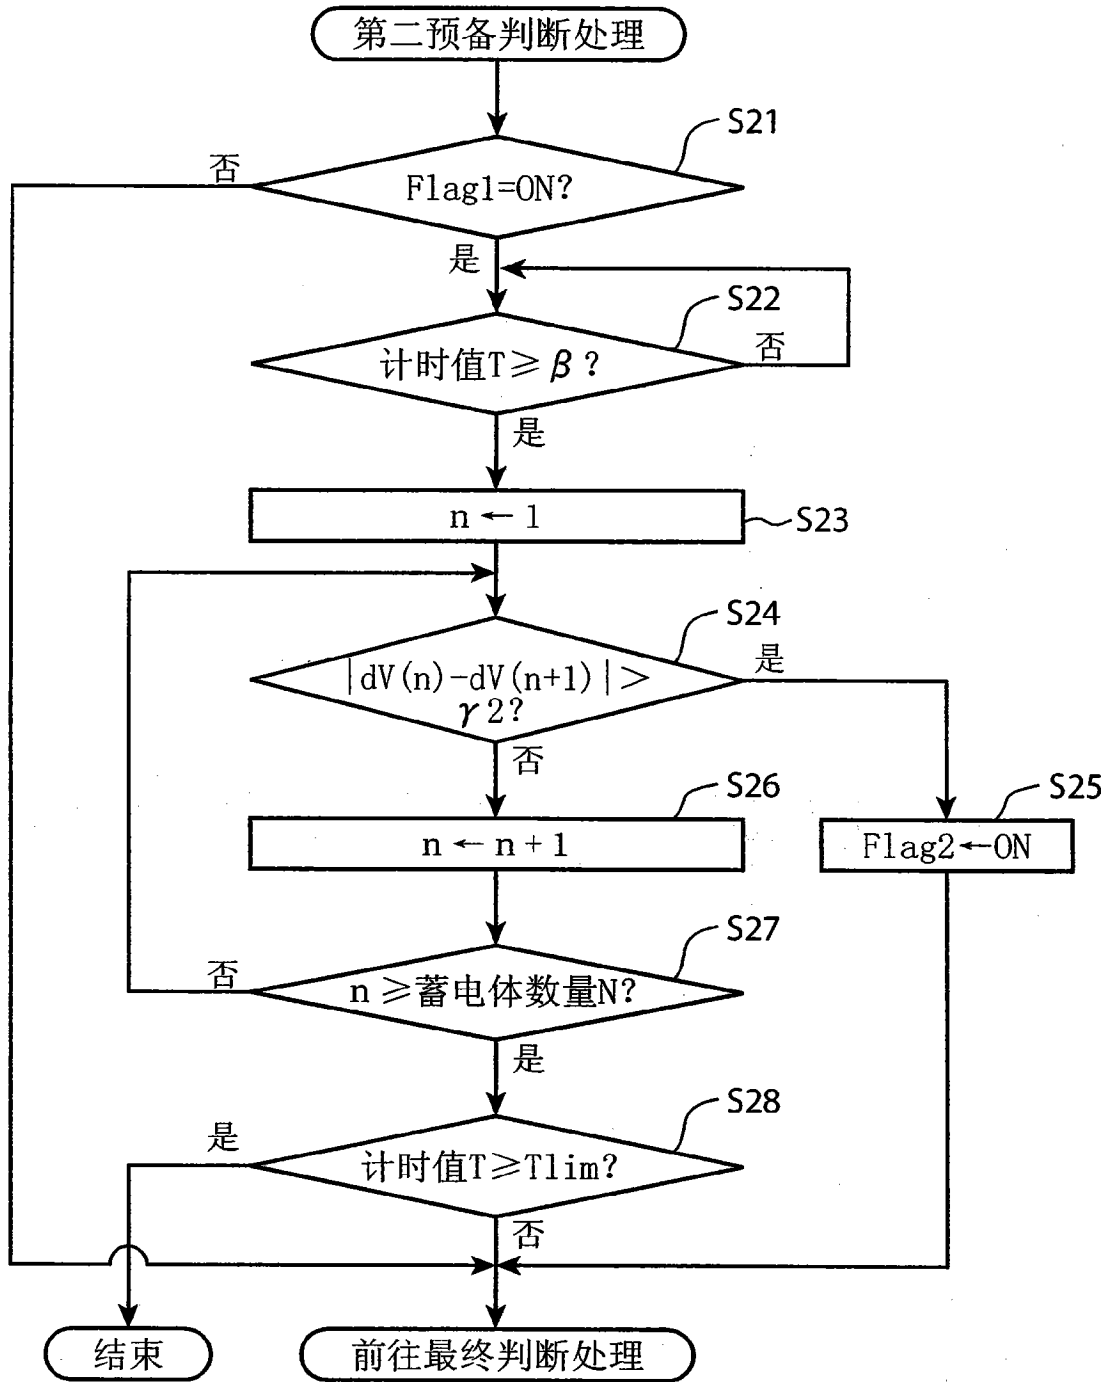 第二预备判断处理
S21
否
Flag1=ON?
是
S22
计时值T≥β?
否
是
n←1
S23
S24
是
|dV(n)-dV(n+1)|>
γ2?
否
S26
S25
n←n+1
Flag2←ON
S27
否
n≥蓄电体数量N?
是
S28
是
计时值T≥Tlim?
否
结束
前往最终判断处理